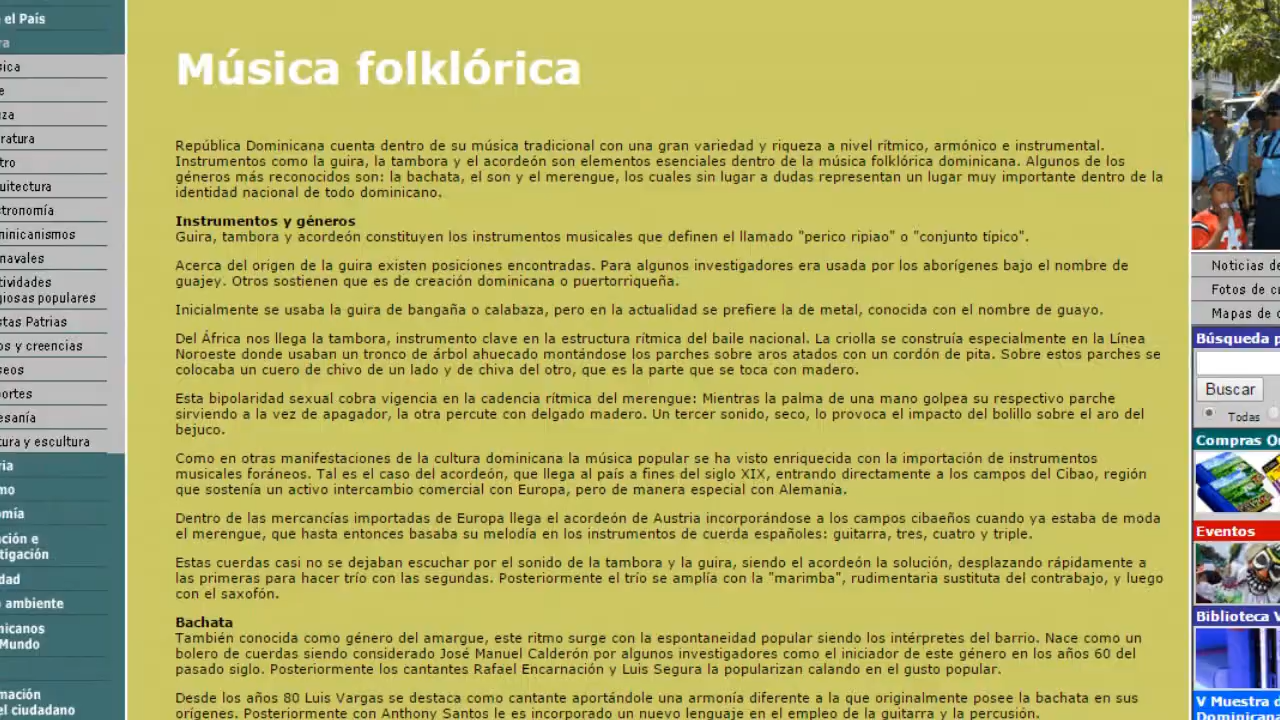 el País
Música folklórica
República Dominicana cuenta dentro de su música tradicional con una gran variedad y riqueza a nivel rítmico, armónico e instrumental.
Instrumentos como la guira, la tambora y el acordeón son elementos esenciales dentro de la música folklórica dominicana. Algunos de los
géneros más reconocidos son: la bachata, el son y el merengue, los cuales sin lugar a dudas representan un lugar muy importante dentro de la
identidad nacional de todo dominicano.
Instrumentos y géneros
Guira, tambora y acordeón constituyen los instrumentos musicales que definen el llamado "perico ripiao" o "conjunto típico".
Acerca del origen de la guira existen posiciones encontradas. Para algunos investigadores era usada por los aborígenes bajo el nombre de
guajey. Otros sostienen que es de creación dominicana o puertorriqueña.
Inicialmente se usaba la guira de bangaña o calabaza, pero en la actualidad se prefiere la de metal, conocida con el nombre de guayo.
Del África nos llega la tambora, instrumento clave en la estructura rítmica del baile nacional. La criolla se construía especialmente en la Línea
Noroeste donde usaban un tronco de árbol ahuecado montándose los parches sobre aros atados con un cordón de pita. Sobre estos parches se
colocaba un cuero de chivo de un lado y de chiva del otro, que es la parte que se toca con madero.
Esta bipolaridad sexual cobra vigencia en la cadencia rítmica del merengue: Mientras la palma de una mano golpea su respectivo parche
sirviendo a la vez de apagador, la otra percute con delgado madero. Un tercer sonido, seco, lo provoca el impacto del bolillo sobre el aro del
bejuco.
Como en otras manifestaciones de la cultura dominicana la música popular se ha visto enriquecida con la importación de instrumentos
musicales foráneos. Tal es el caso del acordeón, que llega al país a fines del siglo XIX, entrando directamente a los campos del Cibao, región
que sostenía un activo intercambio comercial con Europa, pero de manera especial con Alemania.
Dentro de las mercancías importadas de Europa llega el acordeón de Austria incorporándose a los campos cibaeños cuando ya estaba de moda
el merengue, que hasta entonces basaba su melodía en los instrumentos de cuerda españoles: guitarra, tres, cuatro y triple.
Estas cuerdas casi no se dejaban escuchar por el sonido de la tambora y la guira, siendo el acordeón la solución, desplazando rápidamente a
las primeras para hacer trío con las segundas. Posteriormente el trío se amplía con la "marimba", rudimentaria sustituta del contrabajo, y luego
con el saxofón.
Bachata
También conocida como género del amargue, este ritmo surge con la espontaneidad popular siendo los intérpretes del barrio. Nace como un
bolero de cuerdas siendo considerado José Manuel Calderón por algunos investigadores como el iniciador de este género en los años 60 del
pasado siglo. Posteriormente los cantantes Rafael Encarnación y Luis Segura la popularizan calando en el gusto popular.
Desde los años 80 Luis Vargas se destaca como cantante aportándole una armonía diferente a la que originalmente posee la bachata en sus
orígenes. Posteriormente con Anthony Santos le es incorporado un nuevo lenguaje en el empleo de la guitarra y la percusión.
ra
sica
e
za
ratura
tro
uitectura
stronomía
minicanismos
navales
tividades
giosas populares
stas Patrias
s y creencias
seos
ortes
esanía
tura y escultura
ria
mo
omía
ción e
tigación
dad
ambiente
nicanos
Mundo
mación
el ciudadano
Noticias de
Fotos de cu
Mapas de c
Búsqueda p
Buscar
Todas
Compras On
Eventos
Biblioteca V
V Muestra d
Dominicana